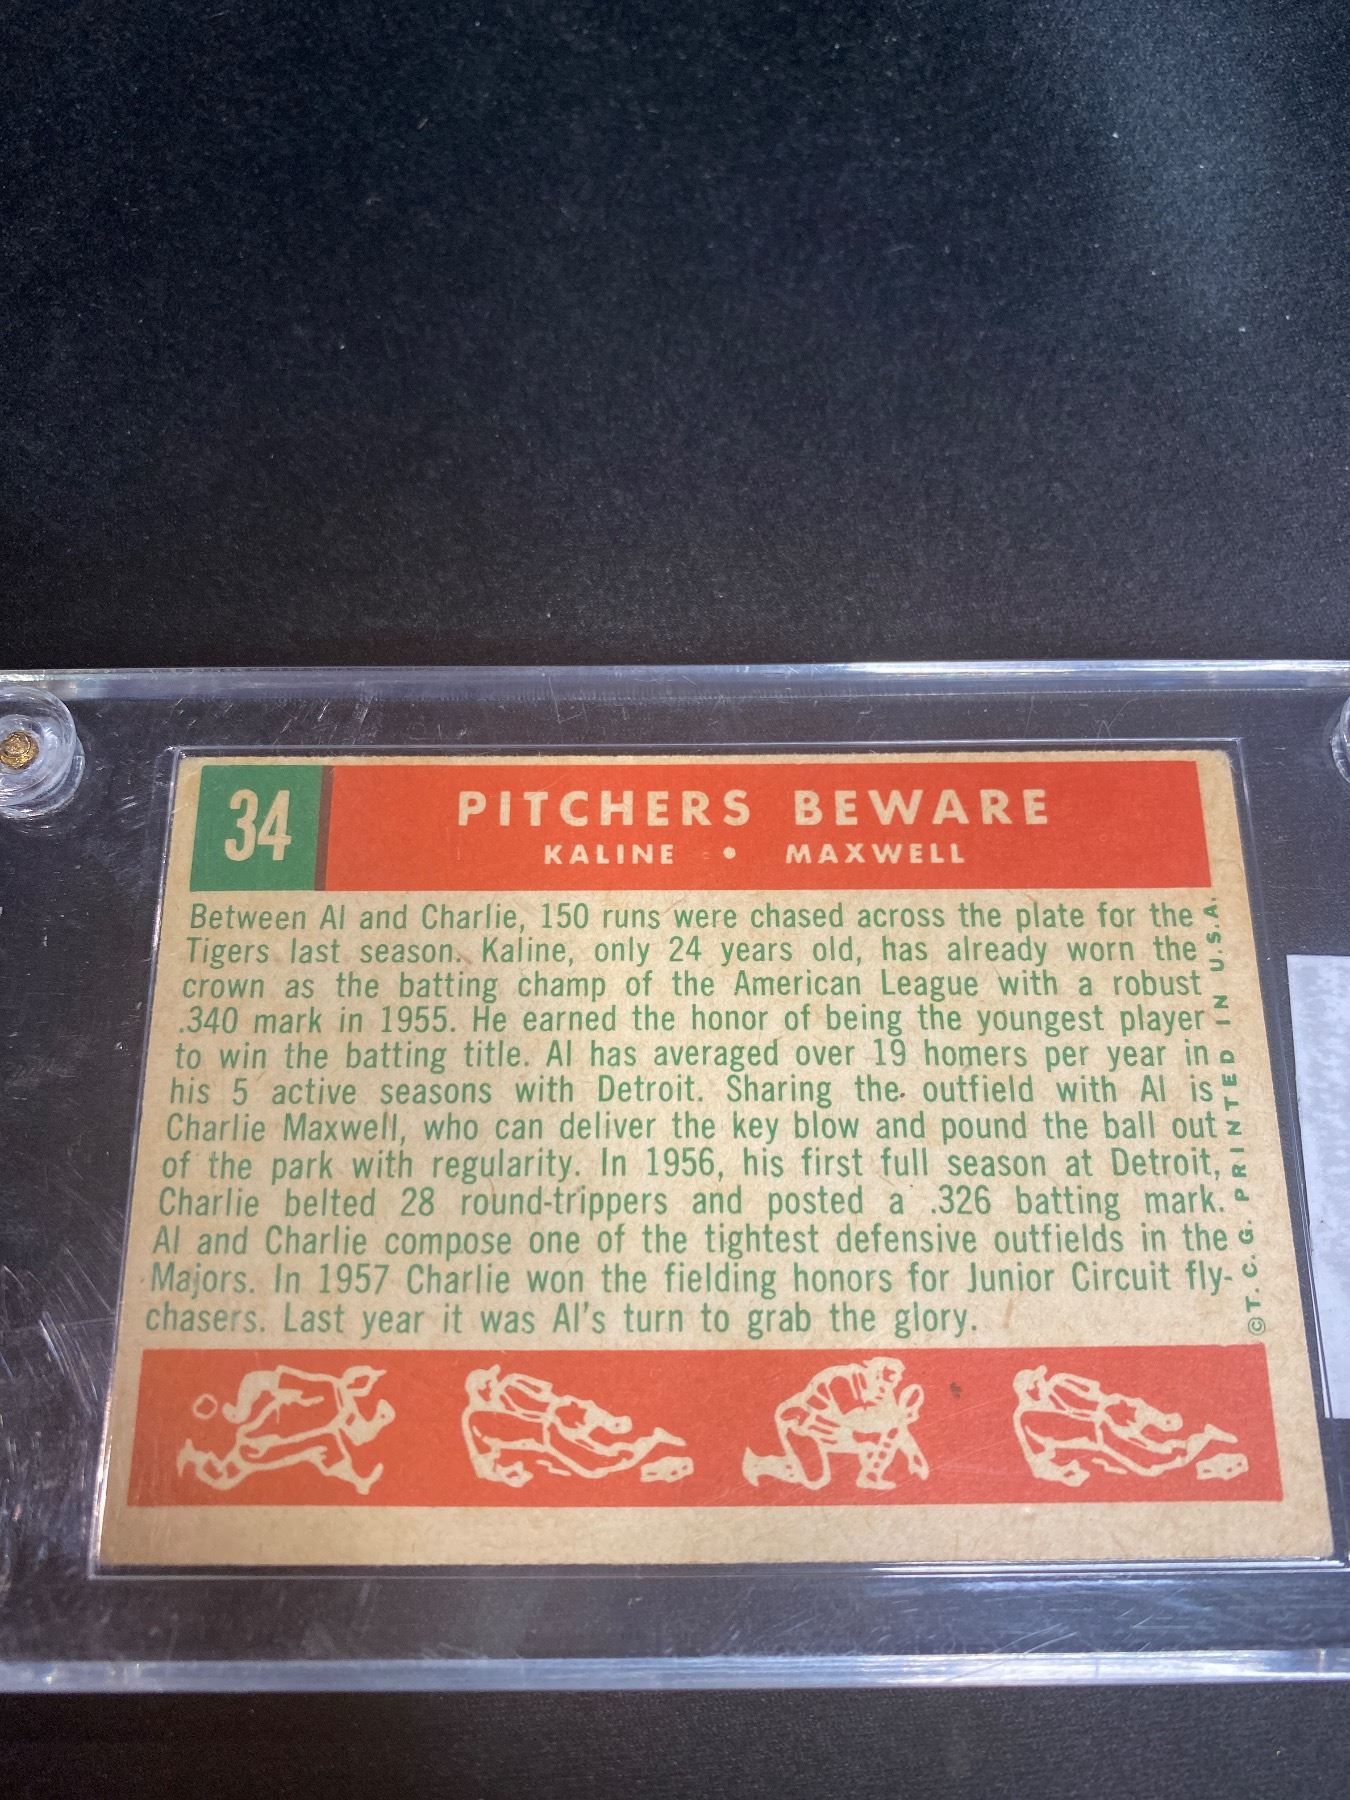 34
PITCHERS BEWARE
KALINE • MAXWELL
Between Al and Charlie, 150 runs were chased across the plate for the
Tigers last season. Kaline, only 24 years old, has already worn the
crown as the batting champ of the American League with a robust
.340 mark in 1955. He earned the honor of being the youngest player
to win the batting title. Al has averaged over 19 homers per year in
his 5 active seasons with Detroit. Sharing the outfield with Al is
Charlie Maxwell, who can deliver the key blow and pound the ball out
of the park with regularity. In 1956, his first full season at Detroit,
Charlie belted 28 round-trippers and posted a .326 batting mark.
Al and Charlie compose one of the tightest defensive outfields in the
Majors. In 1957 Charlie won the fielding honors for Junior Circuit fly-
chasers. Last year it was Al's turn to grab the glory.
©T. C. G. PRINTED IN U.S.A.